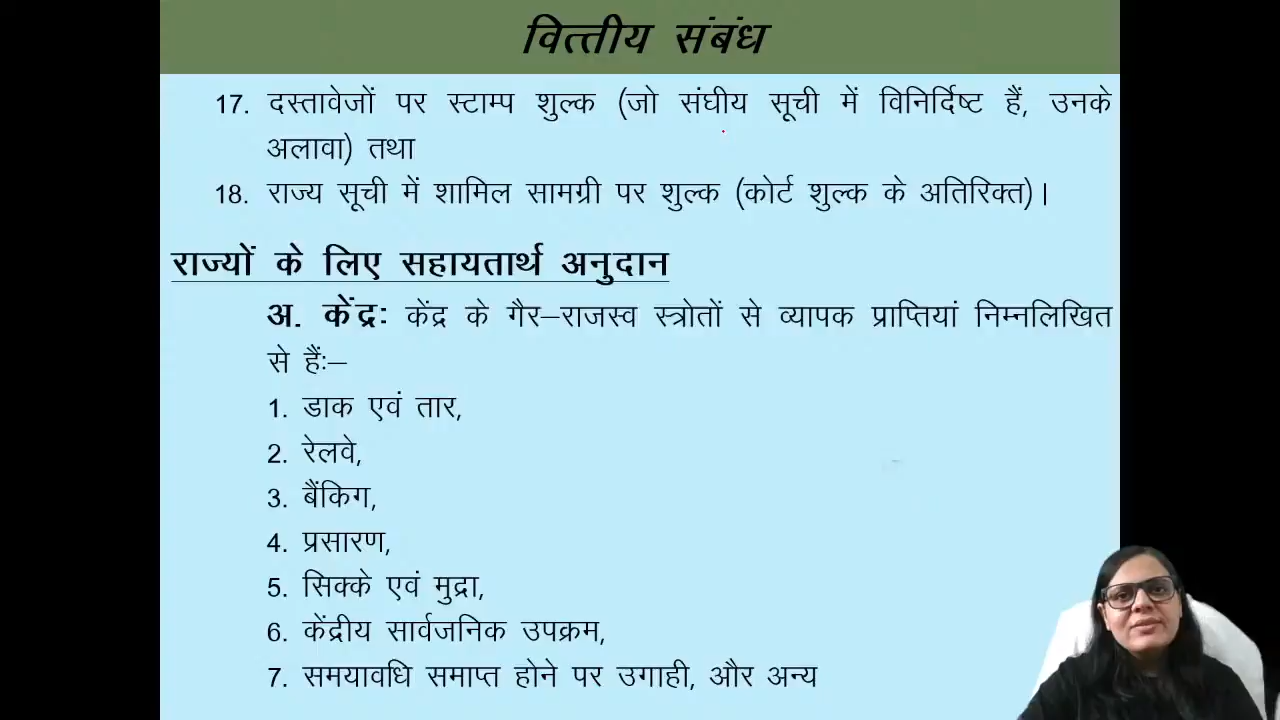 वित्तीय संबंध
17. दस्तावेजों पर स्टाम्प शुल्क (जो संघीय सूची में विनिर्दिष्ट हैं, उनके
अलावा) तथा
18. राज्य सूची में शामिल सामग्री पर शुल्क (कोर्ट शुल्क के अतिरिक्त)।
राज्यों के लिए सहायतार्थ अनुदान
अ. केंद्रः केंद्र के गैर–राजस्व स्त्रोतों से व्यापक प्राप्तियां निम्नलिखित
से हैंः–
1. डाक एवं तार,
2. रेलवे,
3. बैंकिग,
4. प्रसारण,
5. सिक्के एवं मुद्रा,
6. केंद्रीय सार्वजनिक उपक्रम,
7. समयावधि समाप्त होने पर उगाही, और अन्य